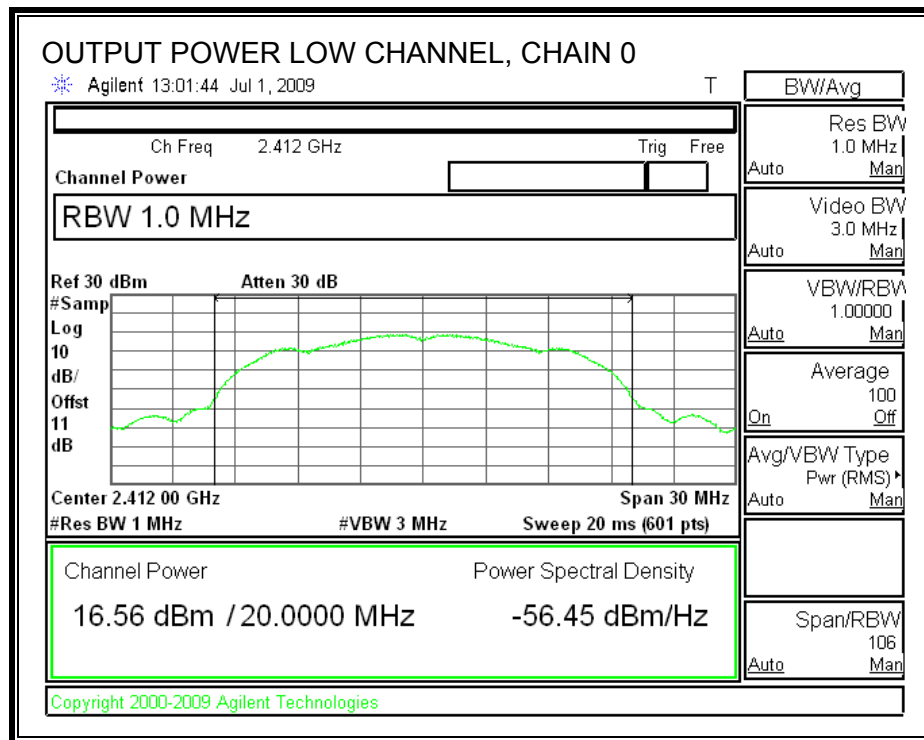 OUTPUT POWER LOW CHANNEL, CHAIN 0
Agilent 13:01:44 Jul 1, 2009 T
Ch Freq 2.412 GHz Trig Free
Channel Power
RBW 1.0 MHz
Ref 30 dBm Atten 30 dB
#Samp
Log
10
dB/
Offst
11
dB
Center 2.412 00 GHz Span 30 MHz
#Res BW 1 MHz #VBW 3 MHz Sweep 20 ms (601 pts)
Channel Power Power Spectral Density
16.56 dBm / 20.0000 MHz -56.45 dBm/Hz
Copyright 2000-2009 Agilent Technologies
BW/Avg
Res BW
1.0 MHz
Auto Man
Video BW
3.0 MHz
Auto Man
VBW/RBW
1.00000
Auto Man
Average
100
On Off
Avg/VBW Type
Pwr (RMS)
Auto Man
Span/RBW
106
Auto Man